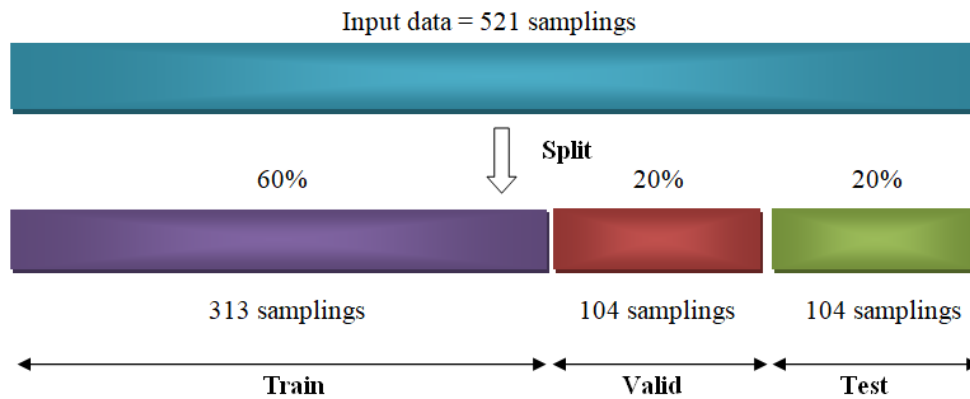 Input data = 521 samplings
Split
60%
20%
20%
313 samplings
104 samplings
104 samplings
Train
Valid
Test